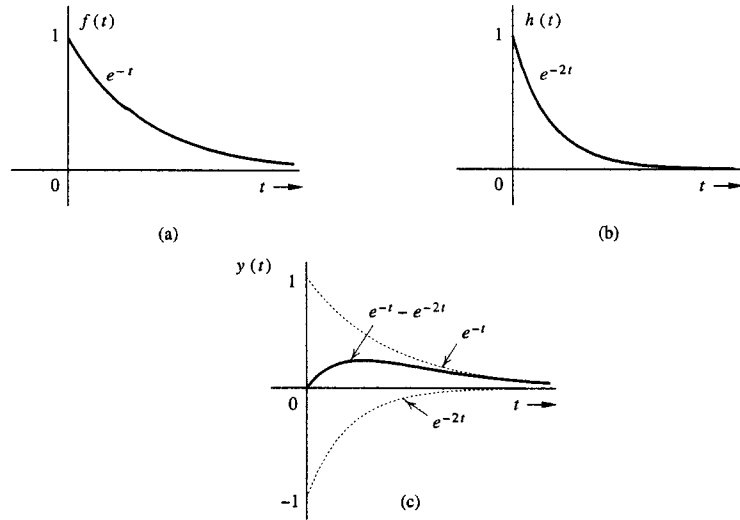 f(t)
h(t)
1
1
e^{-t}
e^{-2t}
0
t →
0
t →
(a)
(b)
y(t)
1
e^{-t} – e^{-2t}
e^{-t}
0
t →
e^{-2t}
–1
(c)